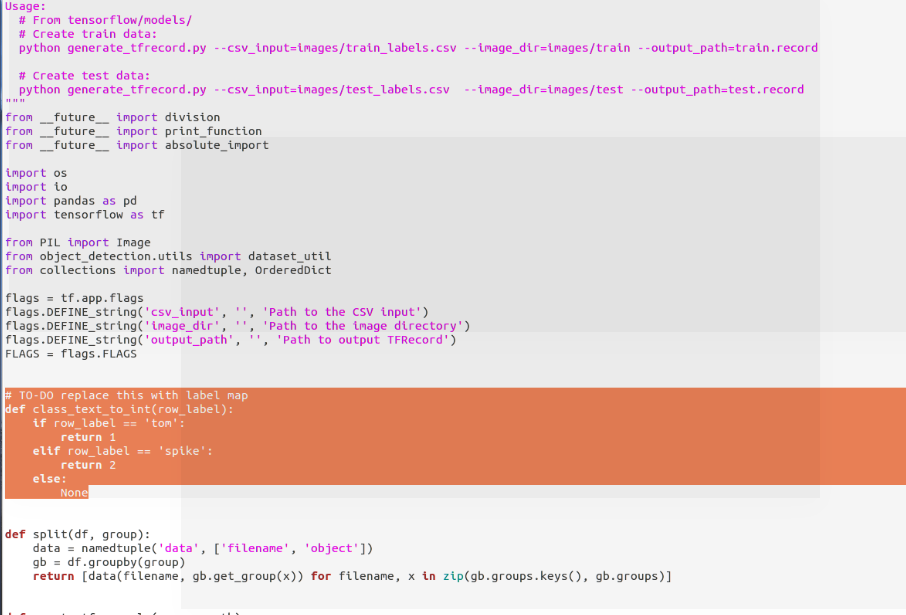 Usage:
  # From tensorflow/models/
  # Create train data:
  python generate_tfrecord.py --csv_input=images/train_labels.csv --image_dir=images/train --output_path=train.record

  # Create test data:
  python generate_tfrecord.py --csv_input=images/test_labels.csv  --image_dir=images/test --output_path=test.record
"""
from __future__ import division
from __future__ import print_function
from __future__ import absolute_import

import os
import io
import pandas as pd
import tensorflow as tf

from PIL import Image
from object_detection.utils import dataset_util
from collections import namedtuple, OrderedDict

flags = tf.app.flags
flags.DEFINE_string('csv_input', '', 'Path to the CSV input')
flags.DEFINE_string('image_dir', '', 'Path to the image directory')
flags.DEFINE_string('output_path', '', 'Path to output TFRecord')
FLAGS = flags.FLAGS


# TO-DO replace this with label map
def class_text_to_int(row_label):
    if row_label == 'tom':
        return 1
    elif row_label == 'spike':
        return 2
    else:
        None


def split(df, group):
    data = namedtuple('data', ['filename', 'object'])
    gb = df.groupby(group)
    return [data(filename, gb.get_group(x)) for filename, x in zip(gb.groups.keys(), gb.groups)]